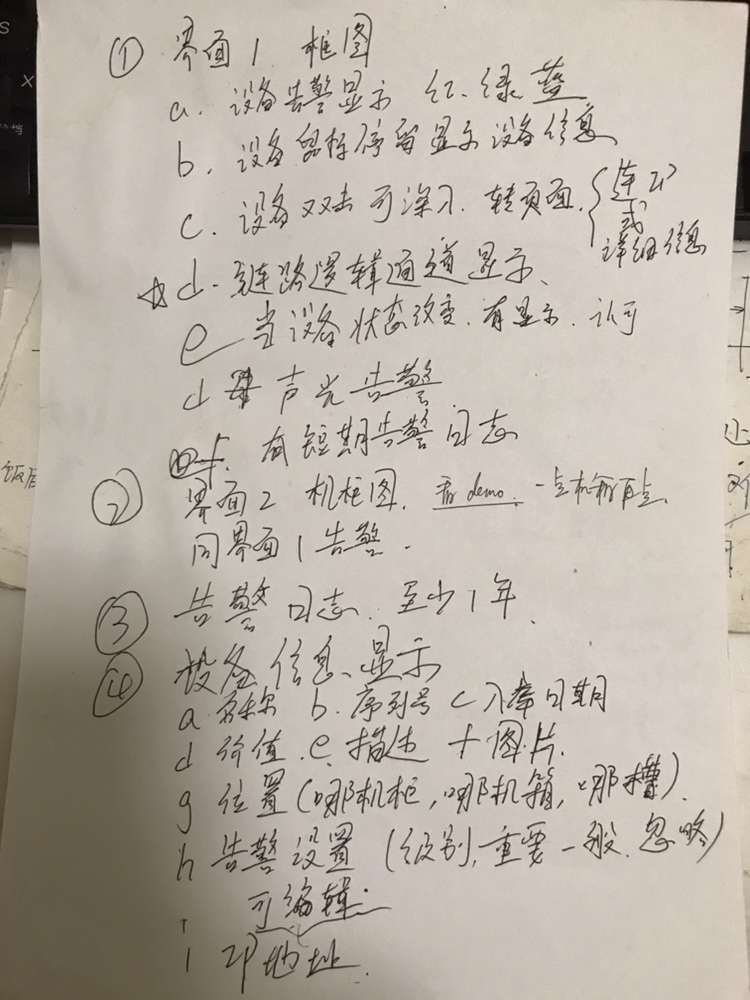 ① 界面1 框图
a. 设备告警显示 红、绿、蓝
b. 设备鼠标停留显示设备信息
c. 设备双击可深入. 转页面. { 连IP
或
详细信息
☆ d. 链路逻辑通道显示、
e 当设备状态改变. 有显示. 认可
d 声光告警
f. 有短期告警日志
② 界面2 机框图. 看demo. 一点机箱再点.
同界面1告警.
③ 告警日志. 至少1年.
④ 设备信息显示
a 名称 b. 序列号 c 入库日期
d 价值. e. 描述 + 图片.
g 位置(哪机柜,哪机箱,哪槽).
h 告警设置 (级别,重要一般.忽略)
可编辑.
i IP地址.